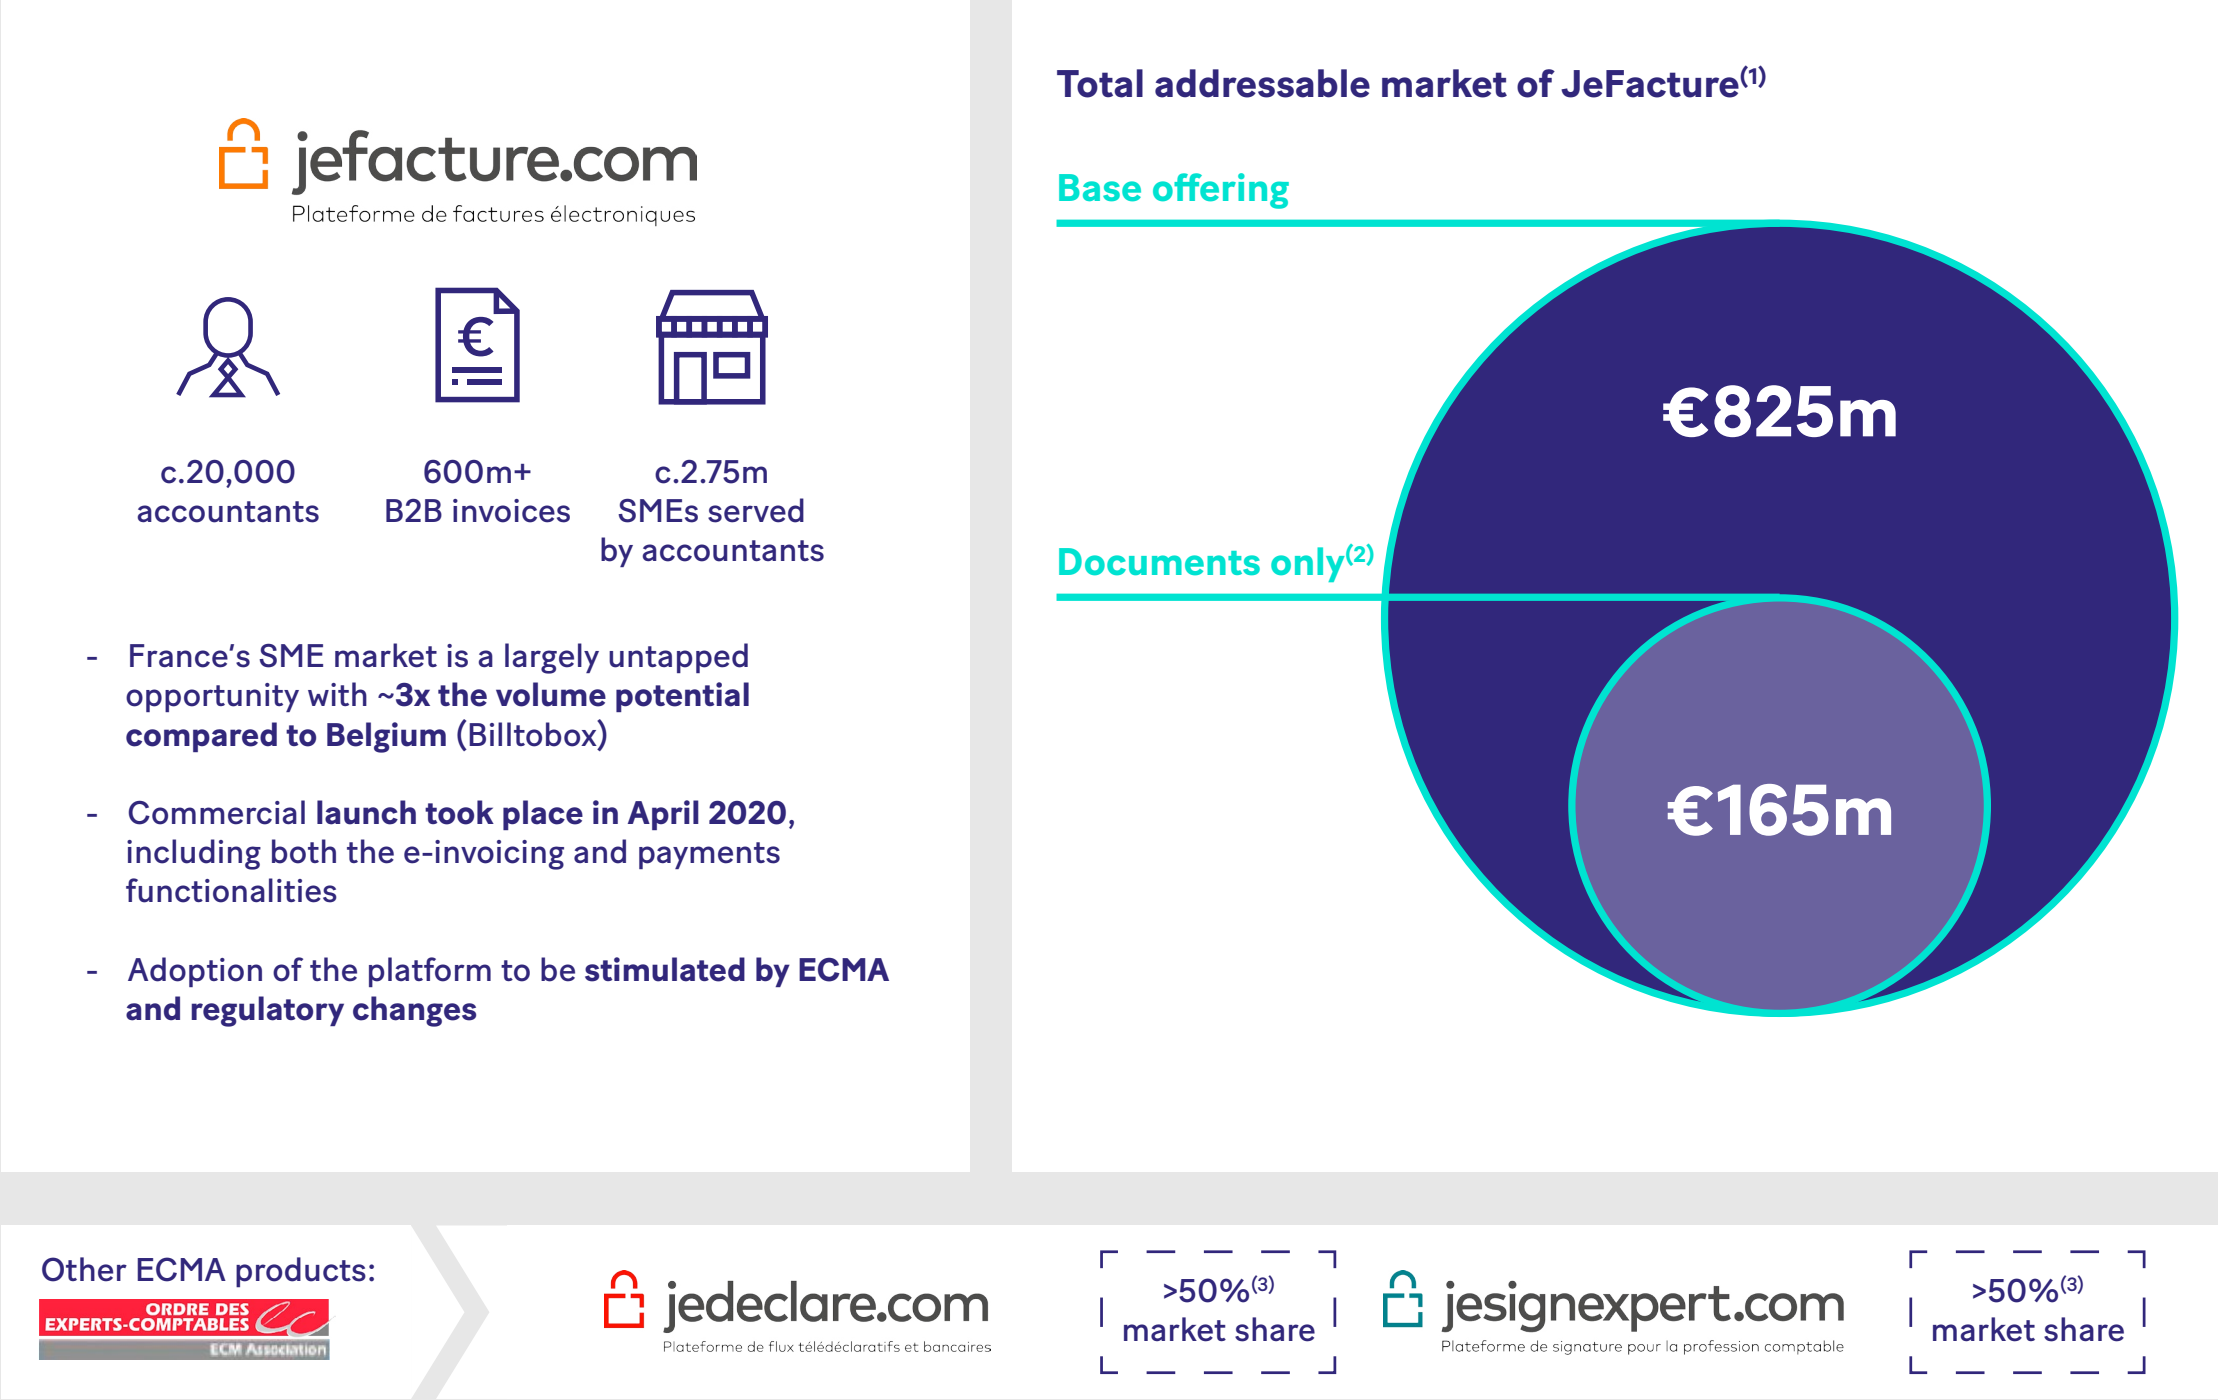 jefacture.com
Plateforme de factures électroniques
€
c.20,000
accountants
600m+
B2B invoices
c.2.75m
SMEs served
by accountants
- France's SME market is a largely untapped
opportunity with ~3x the volume potential
compared to Belgium (Billtobox)
- Commercial launch took place in April 2020,
including both the e-invoicing and payments
functionalities
- Adoption of the platform to be stimulated by ECMA
and regulatory changes
Total addressable market of JeFacture(1)
Base offering
€825m
Documents only(2)
€165m
Other ECMA products:
ORDRE DES
EXPERTS-COMPTABLES
ECM Association
jedeclare.com
Plateforme de flux télédéclaratifs et bancaires
>50%(3)
market share
jesignexpert.com
Plateforme de signature pour la profession comptable
>50%(3)
market share